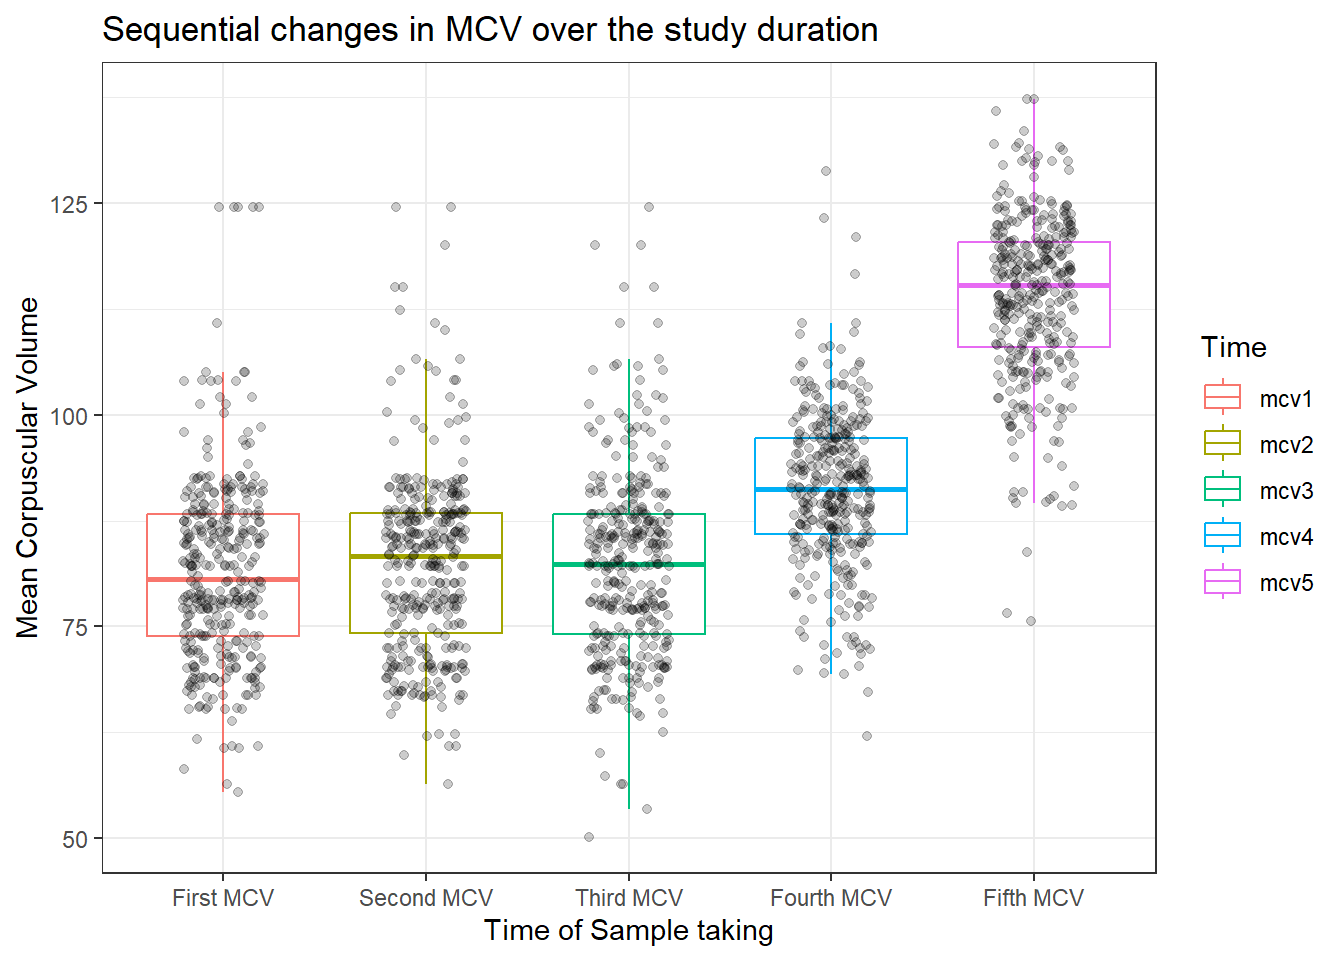 Sequential changes in MCV over the study duration
Mean Corpuscular Volume
125
100
75
50
First MCV
Second MCV
Third MCV
Fourth MCV
Fifth MCV
Time of Sample taking
Time
mcv1
mcv2
mcv3
mcv4
mcv5